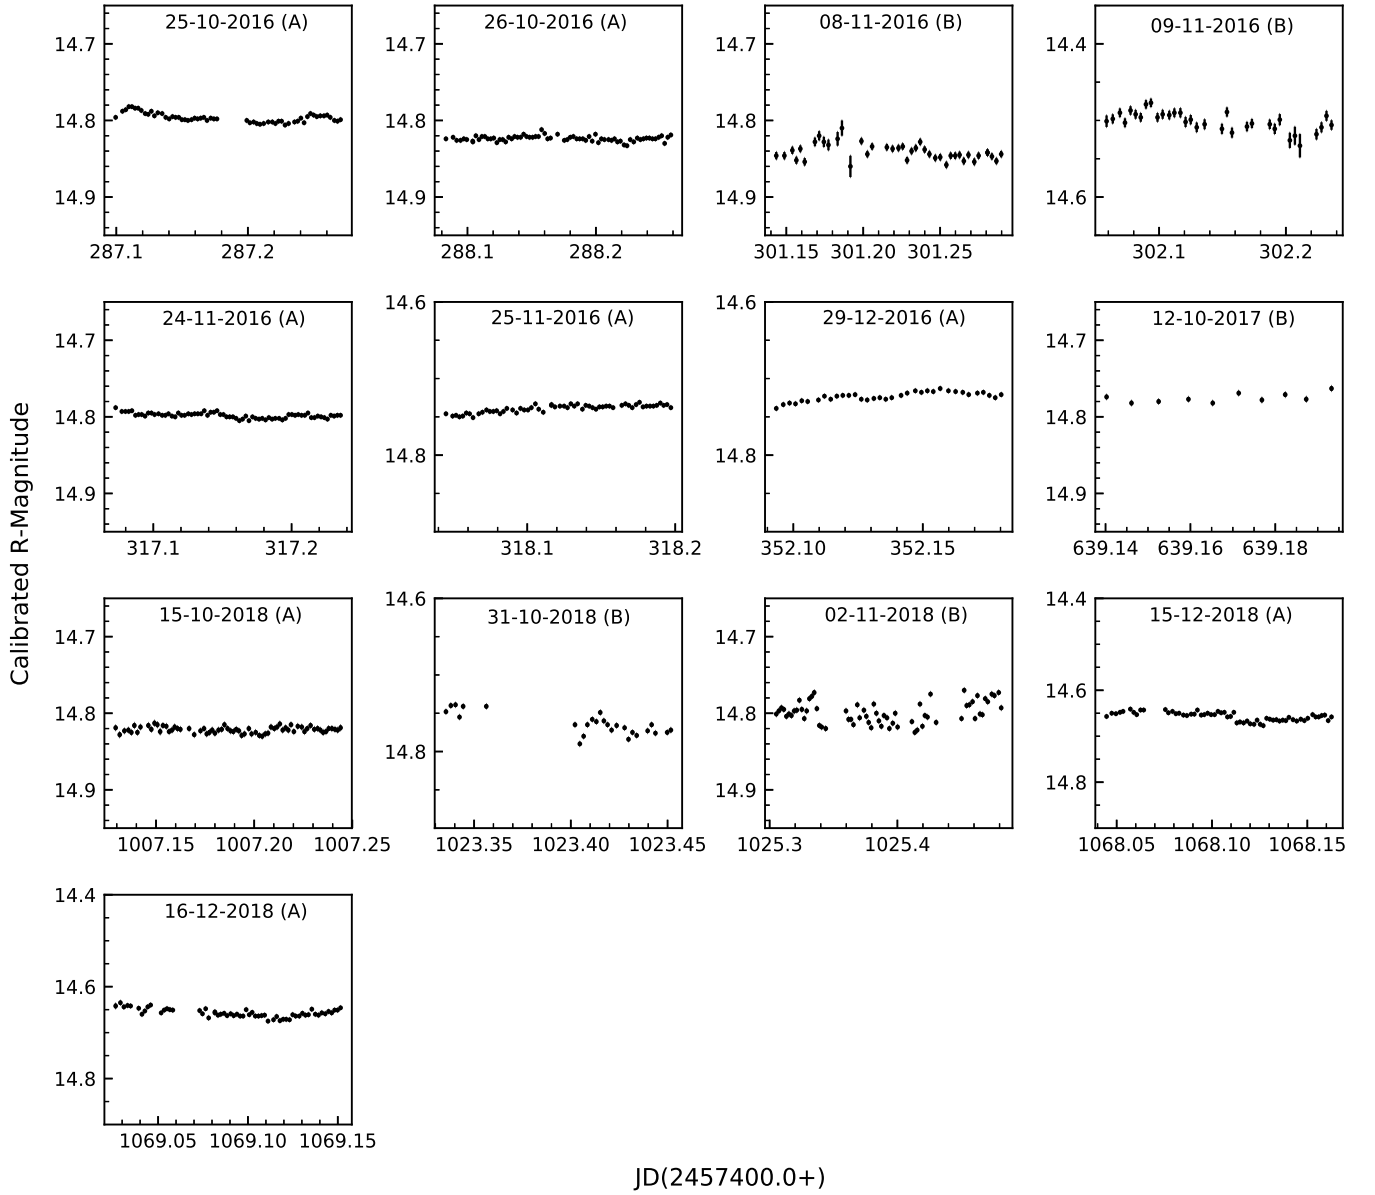 25-10-2016 (A)
14.7
14.8
14.9
287.1 287.2
26-10-2016 (A)
14.7
14.8
14.9
288.1 288.2
08-11-2016 (B)
14.7
14.8
14.9
301.15 301.20 301.25
09-11-2016 (B)
14.4
14.6
302.1 302.2
24-11-2016 (A)
14.7
14.8
14.9
317.1 317.2
25-11-2016 (A)
14.6
14.8
318.1 318.2
29-12-2016 (A)
14.6
14.8
352.10 352.15
12-10-2017 (B)
14.7
14.8
14.9
639.14 639.16 639.18
Calibrated R-Magnitude
15-10-2018 (A)
14.7
14.8
14.9
1007.15 1007.20 1007.25
31-10-2018 (B)
14.6
14.8
1023.35 1023.40 1023.45
02-11-2018 (B)
14.7
14.8
14.9
1025.3 1025.4
15-12-2018 (A)
14.4
14.6
14.8
1068.05 1068.10 1068.15
16-12-2018 (A)
14.4
14.6
14.8
1069.05 1069.10 1069.15
JD(2457400.0+)